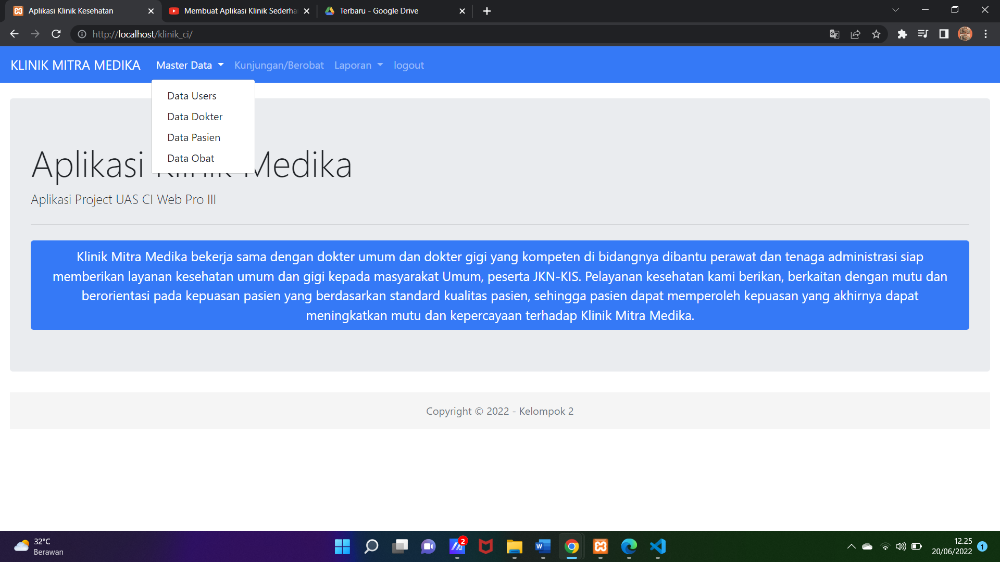 Aplikasi Klinik Kesehatan
Membuat Aplikasi Klinik Sederha
Terbaru - Google Drive
http://localhost/klinik_ci/
KLINIK MITRA MEDIKA
Master Data
Kunjungan/Berobat
Laporan
logout
Data Users
Data Dokter
Data Pasien
Data Obat
Aplikasi Klinik Medika
Aplikasi Project UAS CI Web Pro III
Klinik Mitra Medika bekerja sama dengan dokter umum dan dokter gigi yang kompeten di bidangnya dibantu perawat dan tenaga administrasi siap
memberikan layanan kesehatan umum dan gigi kepada masyarakat Umum, peserta JKN-KIS. Pelayanan kesehatan kami berikan, berkaitan dengan mutu dan
berorientasi pada kepuasan pasien yang berdasarkan standard kualitas pasien, sehingga pasien dapat memperoleh kepuasan yang akhirnya dapat
meningkatkan mutu dan kepercayaan terhadap Klinik Mitra Medika.
Copyright © 2022 - Kelompok 2
32°C
Berawan
2
12.25
20/06/2022
1